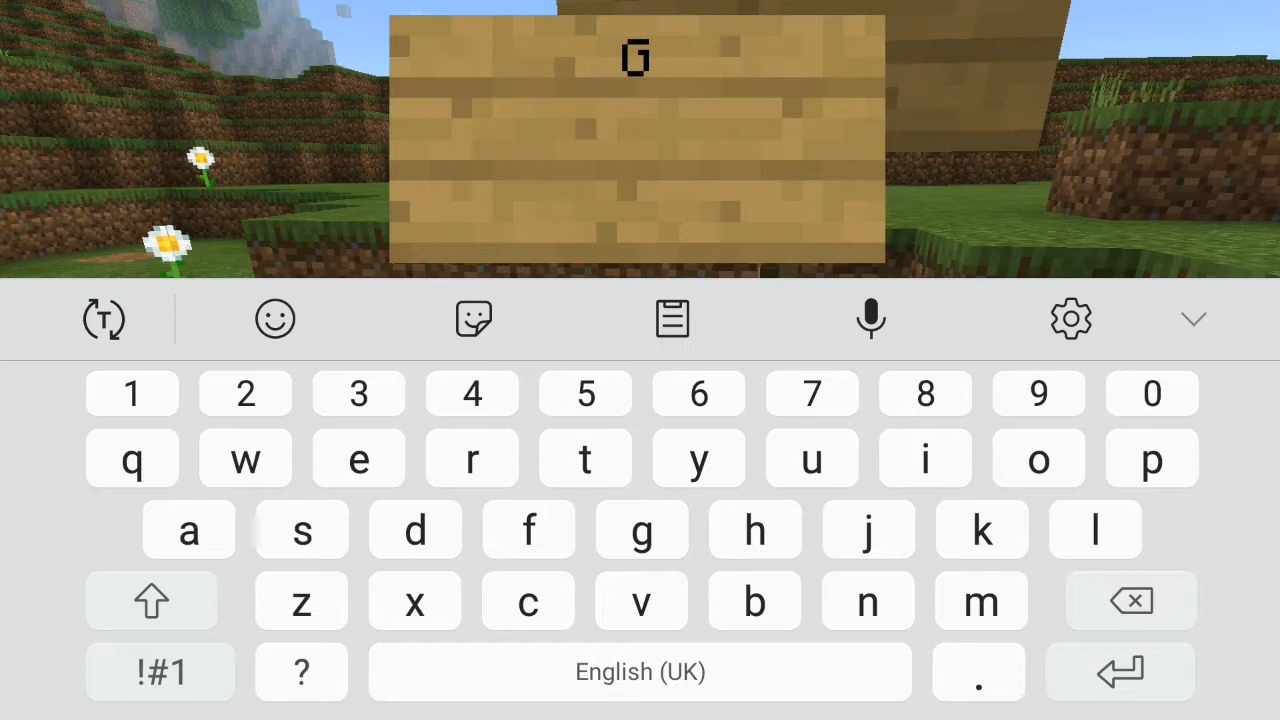 G
T
1 2 3 4 5 6 7 8 9 0
q w e r t y u i o p
a s d f g h j k l
z x c v b n m
!#1 ? English (UK) .